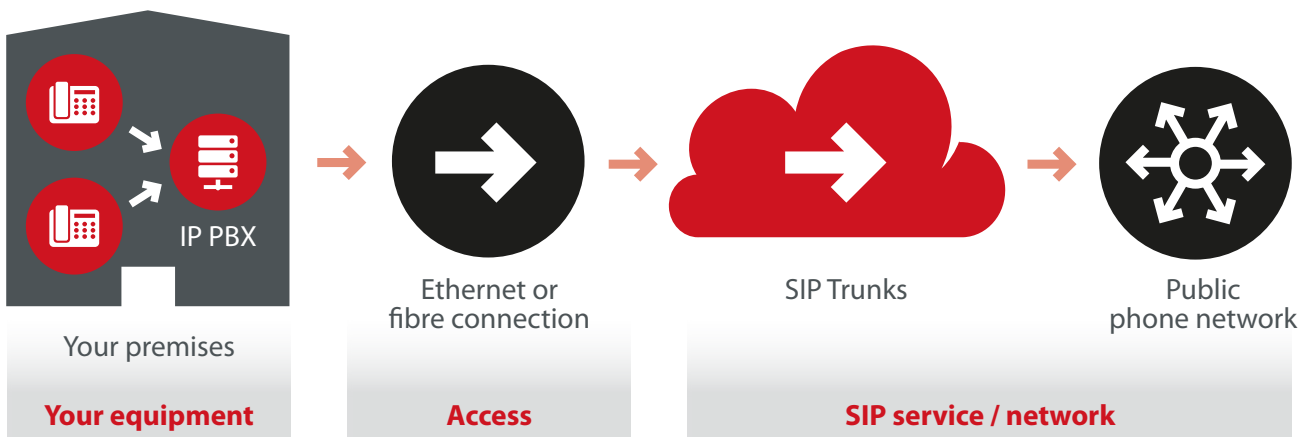 IP PBX
Your premises
Your equipment
Ethernet or
fibre connection
Access
SIP Trunks
Public
phone network
SIP service / network